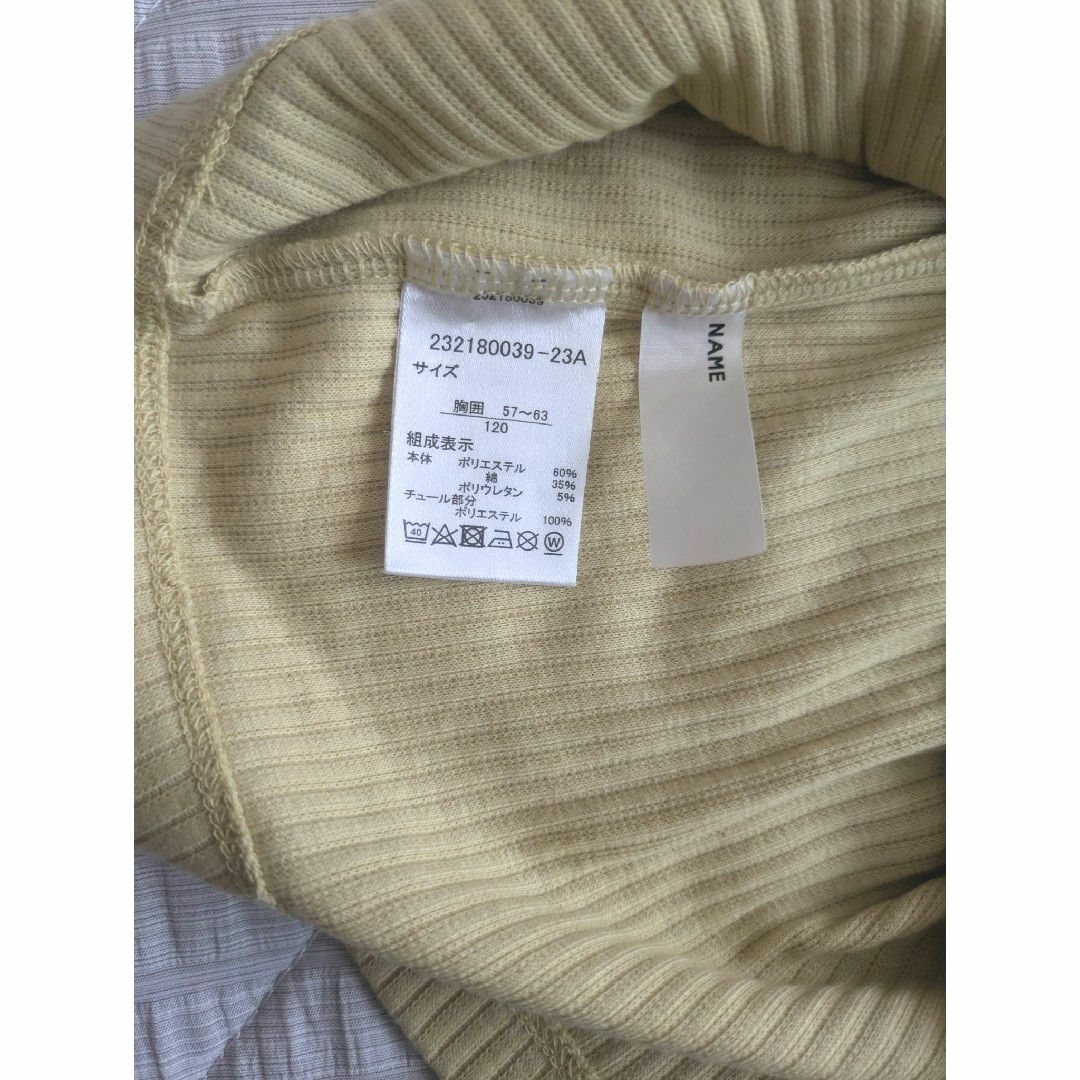 232180039
232180039-23A
サイズ
胸囲 57～63
120
組成表示
本体 ポリエステル 60%
綿 35%
ポリウレタン 5%
チュール部分
ポリエステル 100%
40 W
NAME